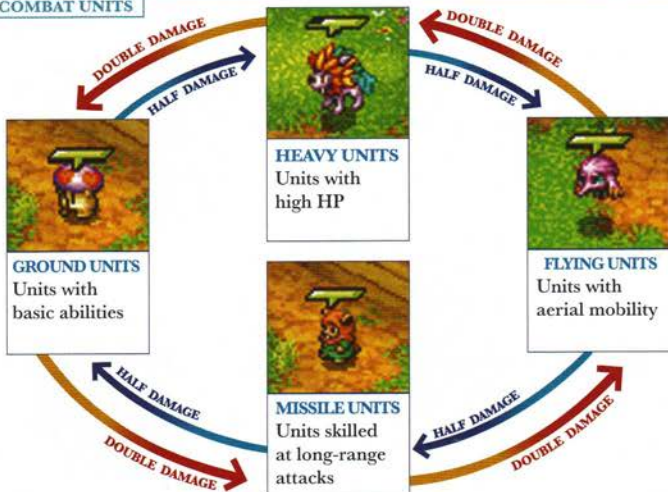 COMBAT UNITS
DOUBLE DAMAGE
HALF DAMAGE
DOUBLE DAMAGE
HALF DAMAGE
HEAVY UNITS
Units with
high HP
GROUND UNITS
Units with
basic abilities
FLYING UNITS
Units with
aerial mobility
MISSILE UNITS
Units skilled
at long-range
attacks
HALF DAMAGE
DOUBLE DAMAGE
HALF DAMAGE
DOUBLE DAMAGE